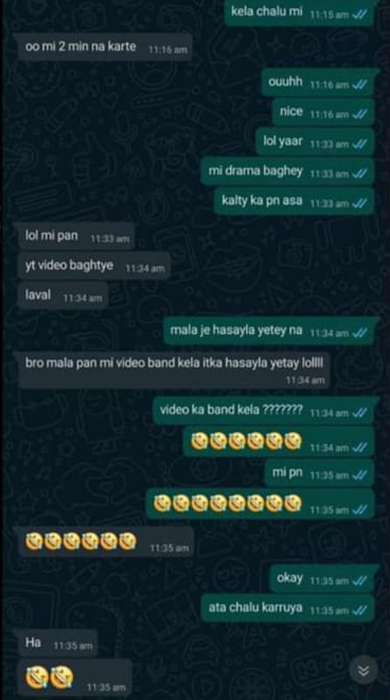 kela chalu mi 11:15 am
oo mi 2 min na karte 11:16 am
ouuhh 11:16 am
nice 11:16 am
lol yaar 11:33 am
mi drama baghey 11:33 am
kalty ka pn asa 11:33 am
lol mi pan 11:33 am
yt video baghtye 11:34 am
laval 11:34 am
mala je hasayla yetey na 11:34 am
bro mala pan mi video band kela itka hasayla yetay lollll
11:34 am
video ka band kela ??????? 11:34 am
🤣🤣🤣🤣🤣🤣 11:34 am
mi pn 11:35 am
🤣🤣🤣🤣🤣🤣🤣🤣 11:35 am
🤣🤣🤣🤣🤣🤣 11:35 am
okay 11:35 am
ata chalu karruya 11:35 am
Ha 11:35 am
🤣🤣 11:35 am